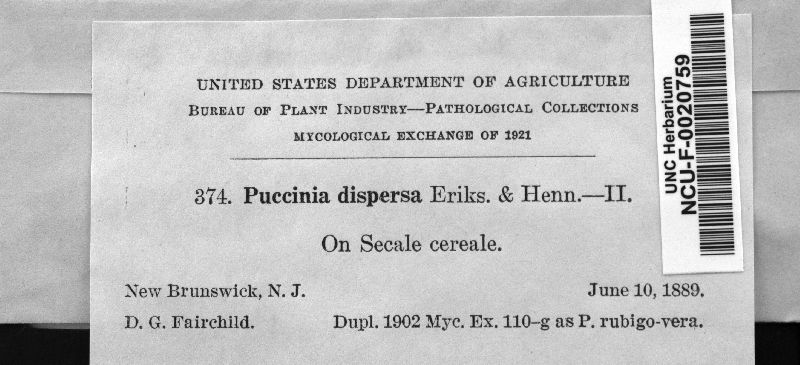 UNITED STATES DEPARTMENT OF AGRICULTURE
BUREAU OF PLANT INDUSTRY—PATHOLOGICAL COLLECTIONS
MYCOLOGICAL EXCHANGE OF 1921
374. Puccinia dispersa Eriks. & Henn.—II.
On Secale cereale.
New Brunswick, N. J. June 10, 1889.
D. G. Fairchild. Dupl. 1902 Myc. Ex. 110–g as P. rubigo-vera.
UNC Herbarium
NCU-F-0020759